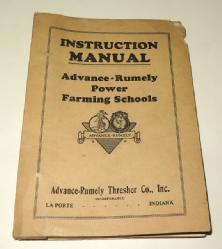 INSTRUCTION
MANUAL
Advance-Rumely
Power
Farming Schools
ADVANCE-RUMELY
Advance-Rumely Thresher Co., Inc.
INCORPORATED
LA PORTE . . . . . . INDIANA